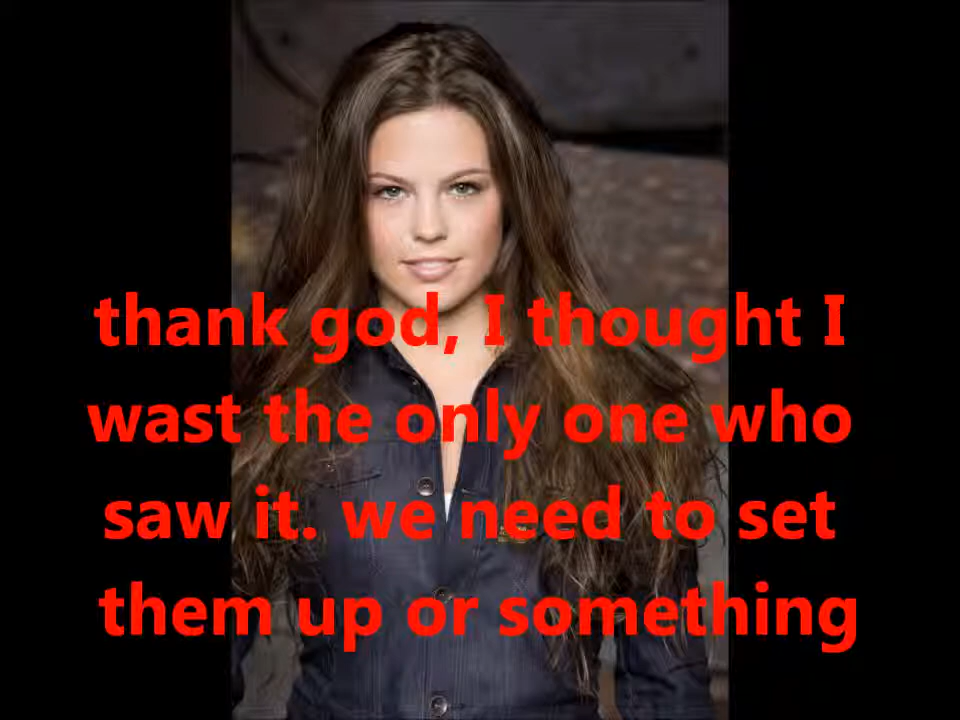 thank god, I thought I
wast the only one who
saw it. we need to set
them up or something